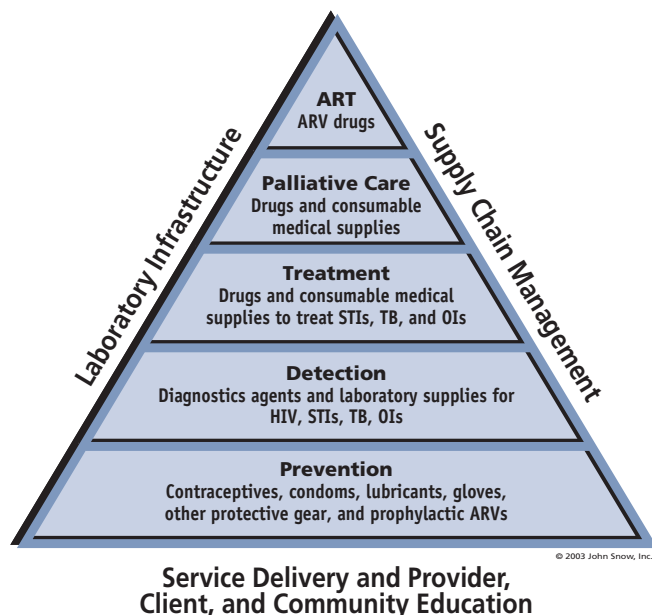 ART
ARV drugs
Laboratory Infrastructure
Supply Chain Management
Palliative Care
Drugs and consumable
medical supplies
Treatment
Drugs and consumable medical
supplies to treat STIs, TB, and OIs
Detection
Diagnostics agents and laboratory supplies for
HIV, STIs, TB, OIs
Prevention
Contraceptives, condoms, lubricants, gloves,
other protective gear, and prophylactic ARVs
© 2003 John Snow, Inc.
Service Delivery and Provider,
Client, and Community Education